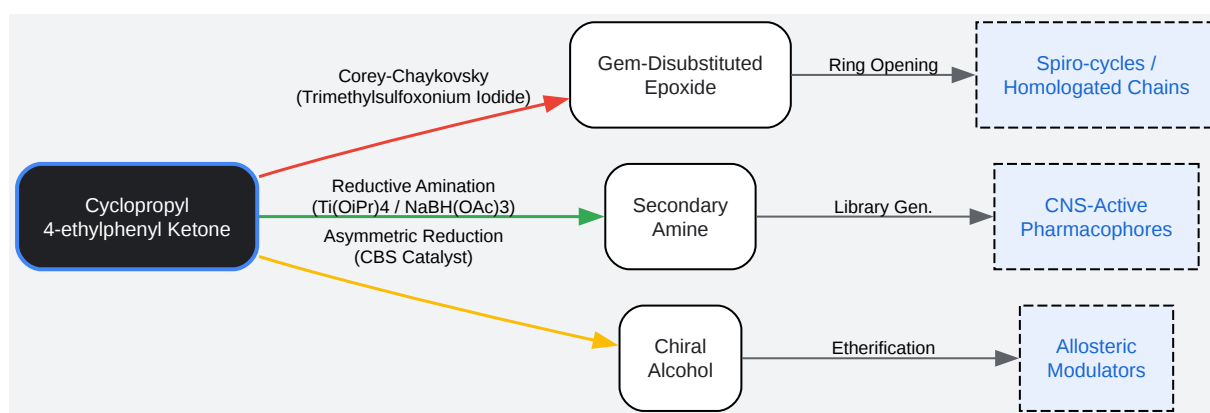 Corey-Chaykovsky
(Trimethylsulfoxonium Iodide)
Gem-Disubstituted
Epoxide
Ring Opening
Spiro-cycles /
Homologated Chains
Cyclopropyl
4-ethylphenyl Ketone
Reductive Amination
(Ti(OiPr)4 / NaBH(OAc)3)
Secondary
Amine
Library Gen.
CNS-Active
Pharmacophores
Asymmetric Reduction
(CBS Catalyst)
Chiral
Alcohol
Etherification
Allosteric
Modulators